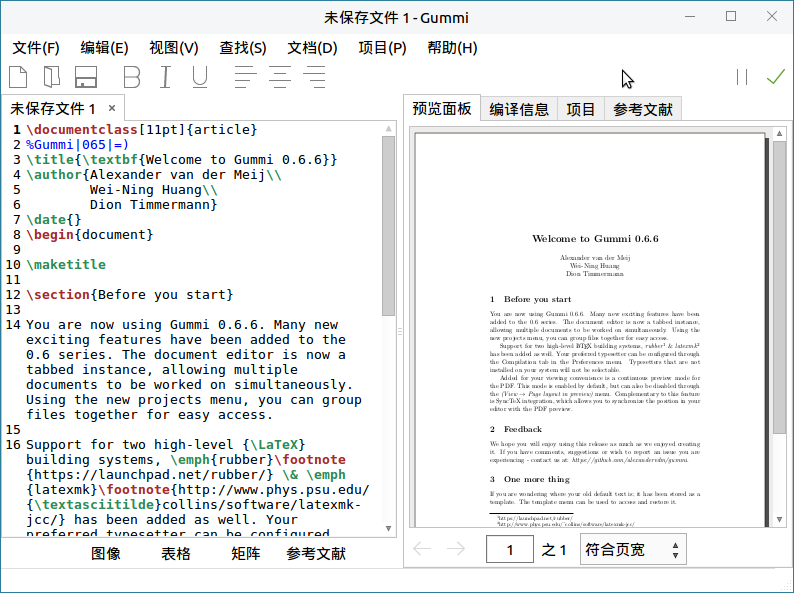 未保存文件 1 - Gummi
文件(F) 编辑(E) 视图(V) 查找(S) 文档(D) 项目(P) 帮助(H)
B I U
未保存文件 1 ×
1 \documentclass[11pt]{article}
2 %Gummi|065|=)
3 \title{\textbf{Welcome to Gummi 0.6.6}}
4 \author{Alexander van der Meij\\
5 Wei-Ning Huang\\
6 Dion Timmermann}
7 \date{}
8 \begin{document}
9
10 \maketitle
11
12 \section{Before you start}
13
14 You are now using Gummi 0.6.6. Many new
exciting features have been added to the
0.6 series. The document editor is now a
tabbed instance, allowing multiple
documents to be worked on simultaneously.
Using the new projects menu, you can group
files together for easy access.
15
16 Support for two high-level {\LaTeX}
building systems, \emph{rubber}\footnote
{https://launchpad.net/rubber/} \& \emph
{latexmk}\footnote{http://www.phys.psu.edu/
{\textasciitilde}collins/software/latexmk-
jcc/} has been added as well. Your
preferred typesetter can be configured
图像 表格 矩阵 参考文献
预览面板 编译信息 项目 参考文献
Welcome to Gummi 0.6.6
Alexander van der Meij
Wei-Ning Huang
Dion Timmermann
1 Before you start
You are now using Gummi 0.6.6. Many new exciting features have been
added to the 0.6 series. The document editor is now a tabbed instance,
allowing multiple documents to be worked on simultaneously. Using the
new projects menu, you can group files together for easy access.
Support for two high-level LATEX building systems, rubber¹ & latexmk²
has been added as well. Your preferred typesetter can be configured through
the Compilation tab in the Preferences menu. Typesetters that are not
installed on your system will not be selectable.
Added for your viewing convenience is a continuous preview mode for
the PDF. This mode is enabled by default, but can also be disabled through
the (View → Page layout in preview) menu. Complementary to this feature
is SyncTeX integration, which allows you to synchronize the position in your
editor with the PDF preview.
2 Feedback
We hope you will enjoy using this release as much as we enjoyed creating
it. If you have comments, suggestions or wish to report an issue you are
experiencing - contact us at: https://github.com/alexandervdm/gummi.
3 One more thing
If you are wondering where your old default text is; it has been stored as a
template. The template menu can be used to access and restore it.
¹https://launchpad.net/rubber/
²http://www.phys.psu.edu/~collins/software/latexmk-jcc/
1 之 1 符合页宽